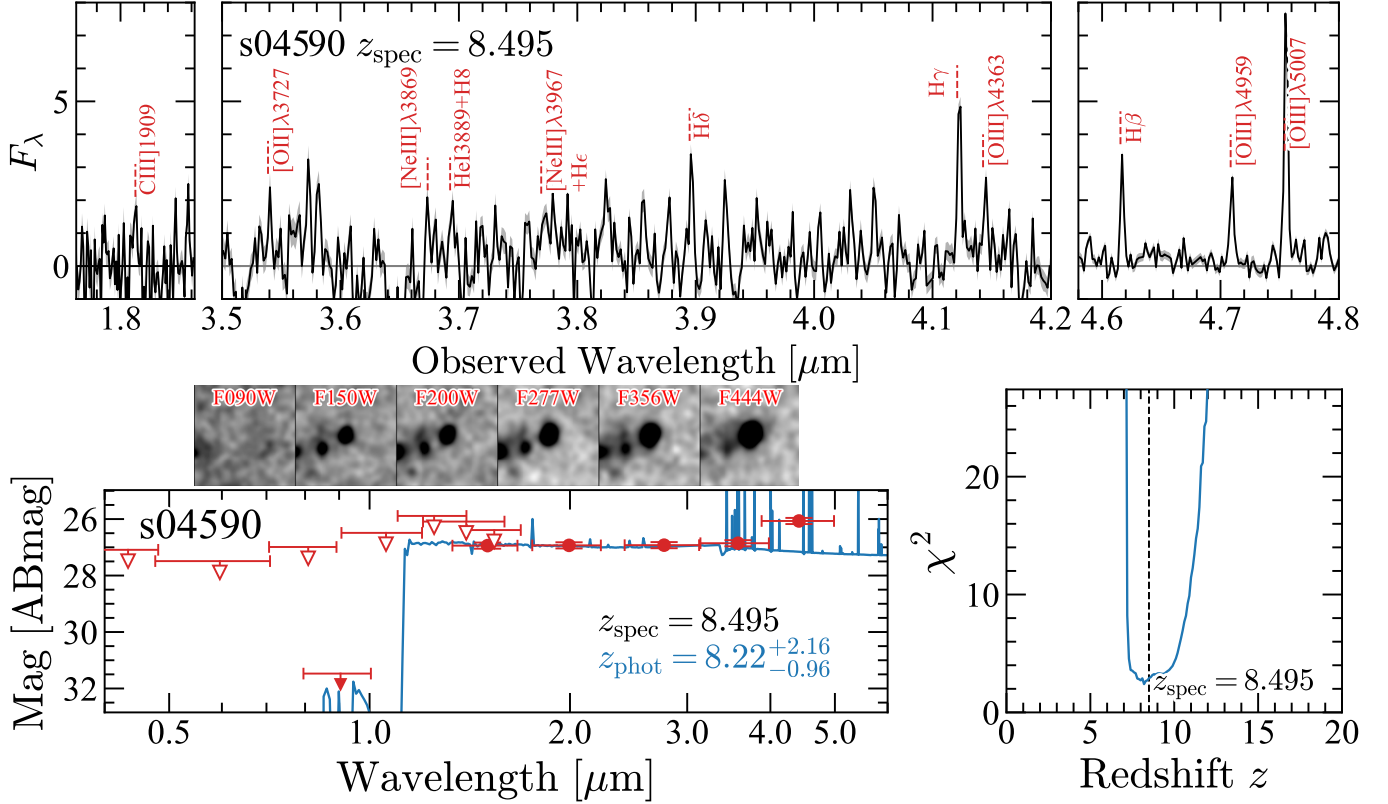 s04590 z_spec = 8.495
CIII]1909
[OII]λ3727
[NeIII]λ3869
HeI3889+H8
[NeIII]λ3967
+Hϵ
Hδ
Hγ
[OIII]λ4363
Hβ
[OIII]λ4959
[OIII]λ5007
F_λ
5
0
1.8
3.5
3.6
3.7
3.8
3.9
4.0
4.1
4.2
4.6
4.7
4.8
Observed Wavelength [μm]
F090W
F150W
F200W
F277W
F356W
F444W
s04590
Mag [ABmag]
26
28
30
32
z_spec = 8.495
z_phot = 8.22 +2.16 −0.96
0.5
1.0
2.0
3.0
4.0
5.0
Wavelength [μm]
χ²
20
10
0
z_spec = 8.495
0
5
10
15
20
Redshift z